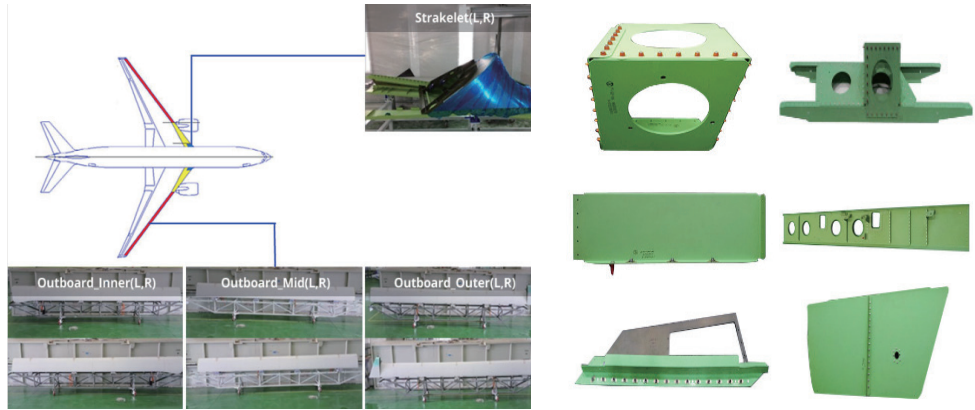 Strakelet(L,R)
Outboard_Inner(L,R)
Outboard_Mid(L,R)
Outboard_Outer(L,R)